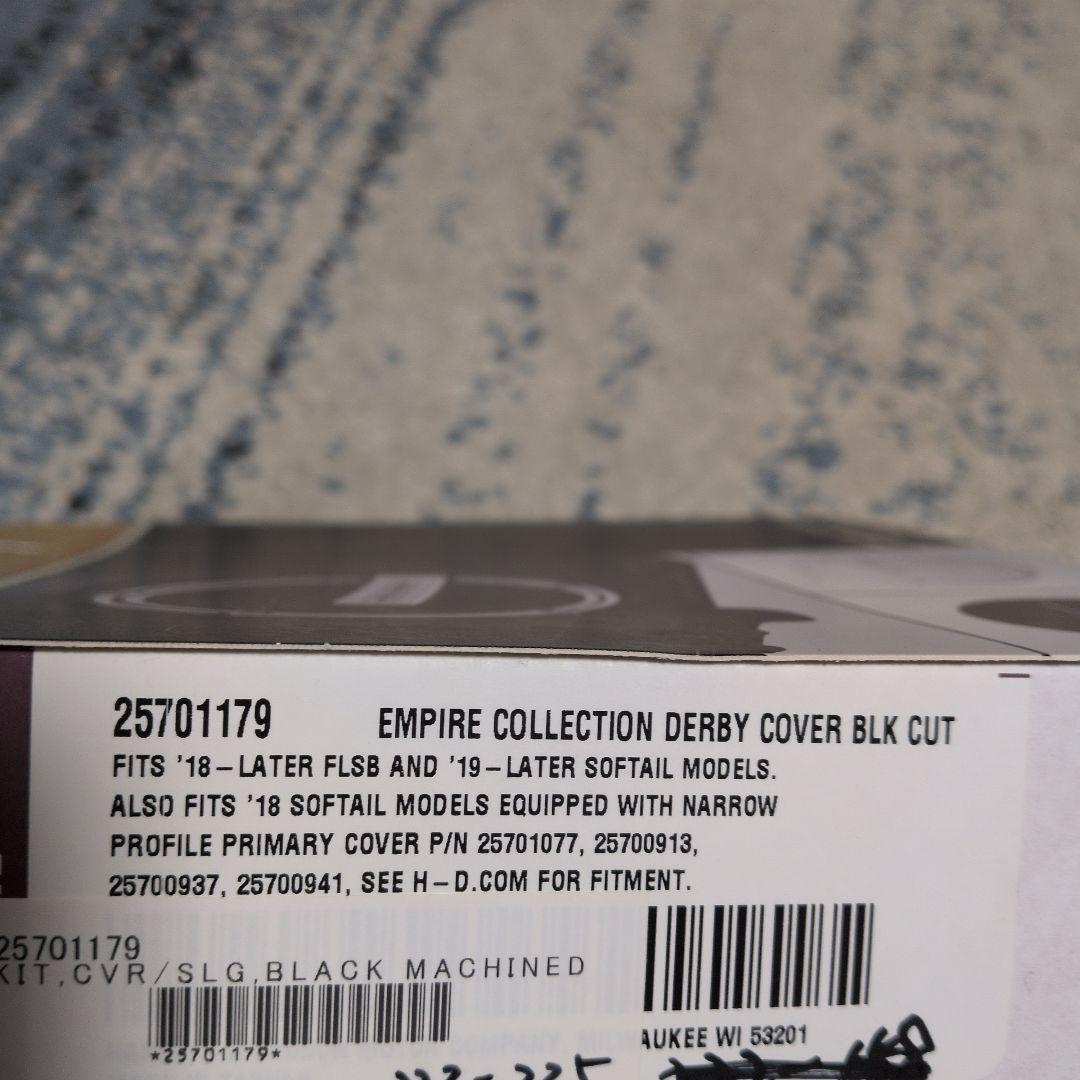 25701179 EMPIRE COLLECTION DERBY COVER BLK CUT
FITS '18–LATER FLSB AND '19–LATER SOFTAIL MODELS.
ALSO FITS '18 SOFTAIL MODELS EQUIPPED WITH NARROW
PROFILE PRIMARY COVER P/N 25701077, 25700913,
25700937, 25700941, SEE H–D.COM FOR FITMENT.
25701179
KIT,CVR/SLG,BLACK MACHINED
*25701179*
AUKEE WI 53201